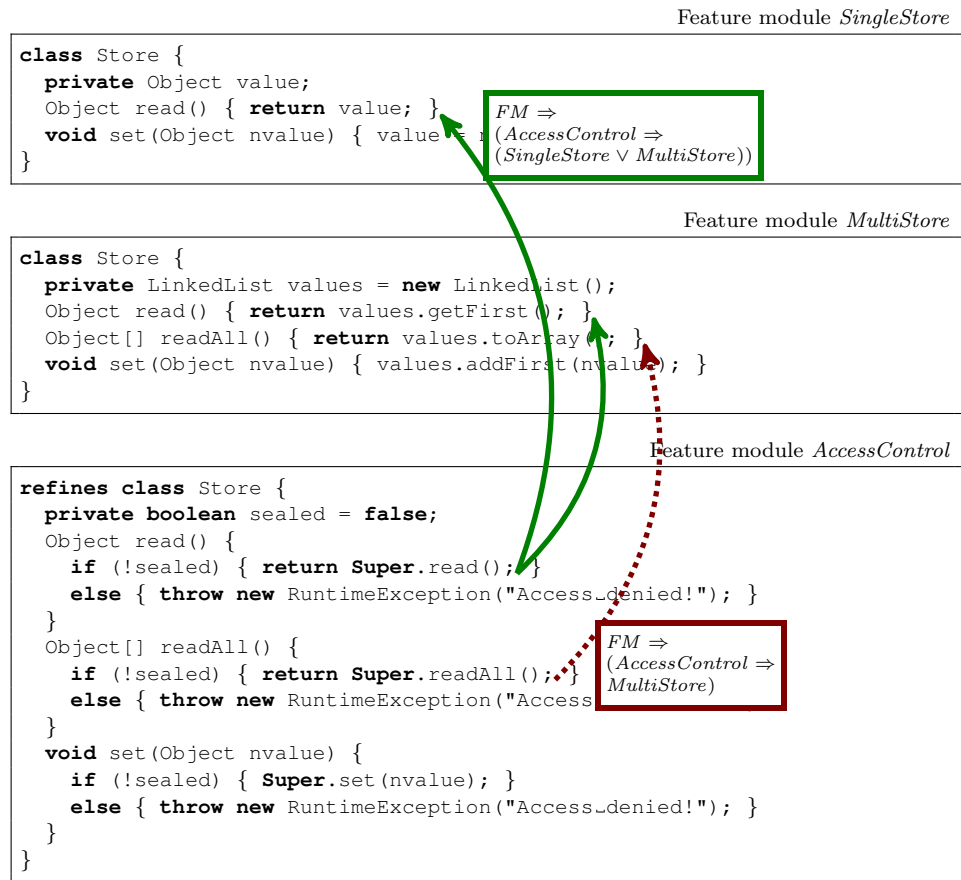 Feature module SingleStore
class Store {
  private Object value;
  Object read() { return value; }
  void set(Object nvalue) { value = n
}
FM ⇒
(AccessControl ⇒
(SingleStore ∨ MultiStore))
Feature module MultiStore
class Store {
  private LinkedList values = new LinkedList();
  Object read() { return values.getFirst(); }
  Object[] readAll() { return values.toArray(); }
  void set(Object nvalue) { values.addFirst(nvalue); }
}
Feature module AccessControl
refines class Store {
  private boolean sealed = false;
  Object read() {
    if (!sealed) { return Super.read(); }
    else { throw new RuntimeException("Access␣denied!"); }
  }
  Object[] readAll() {
    if (!sealed) { return Super.readAll(); }
    else { throw new RuntimeException("Access
  }
FM ⇒
(AccessControl ⇒
MultiStore)
  void set(Object nvalue) {
    if (!sealed) { Super.set(nvalue); }
    else { throw new RuntimeException("Access␣denied!"); }
  }
}